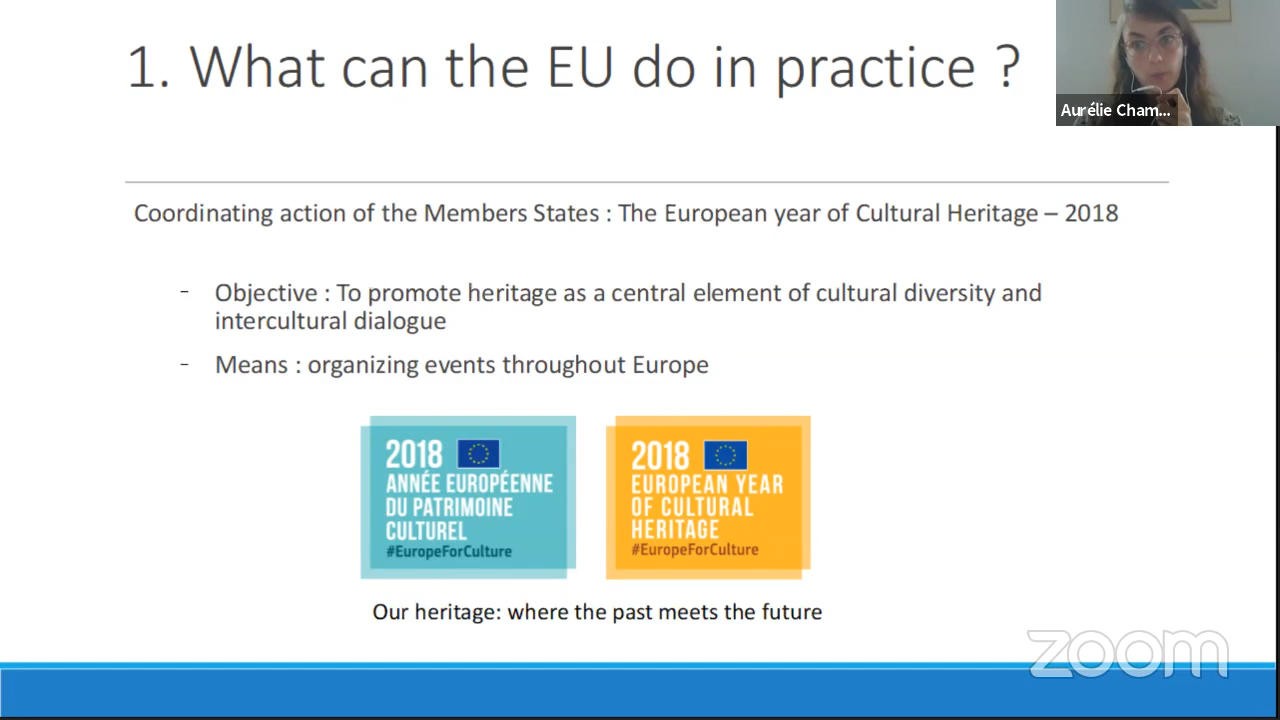 1. What can the EU do in practice ?
Aurélie Cham...
Coordinating action of the Members States : The European year of Cultural Heritage – 2018
- Objective : To promote heritage as a central element of cultural diversity and
intercultural dialogue
- Means : organizing events throughout Europe
2018
ANNÉE EUROPÉENNE
DU PATRIMOINE
CULTUREL
#EuropeForCulture
2018
EUROPEAN YEAR
OF CULTURAL
HERITAGE
#EuropeForCulture
Our heritage: where the past meets the future
zoom